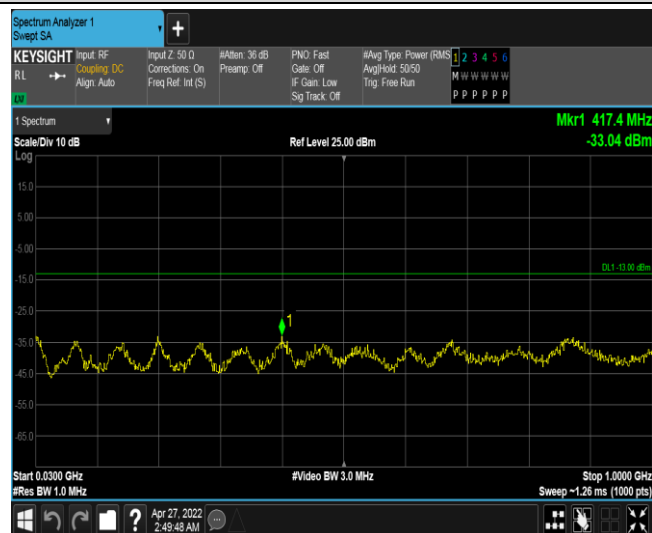 Spectrum Analyzer 1
Swept SA
+
KEYSIGHT
RL
Input: RF
Coupling: DC
Align: Auto
Input Z: 50 Ω
Corrections: On
Freq Ref: Int (S)
#Atten: 36 dB
Preamp: Off
PNO: Fast
Gate: Off
IF Gain: Low
Sig Track: Off
#Avg Type: Power (RMS
Avg|Hold: 50/50
Trig: Free Run
1 2 3 4 5 6
M W W W W W
P P P P P P
1 Spectrum
Mkr1 417.4 MHz
-33.04 dBm
Scale/Div 10 dB
Ref Level 25.00 dBm
Log
15.0
5.00
-5.00
DL1 -13.00 dBm
-15.0
-25.0
1
-35.0
-45.0
-55.0
-65.0
Start 0.0300 GHz
#Video BW 3.0 MHz
Stop 1.0000 GHz
#Res BW 1.0 MHz
Sweep ~1.26 ms (1000 pts)
?
Apr 27, 2022
2:49:48 AM